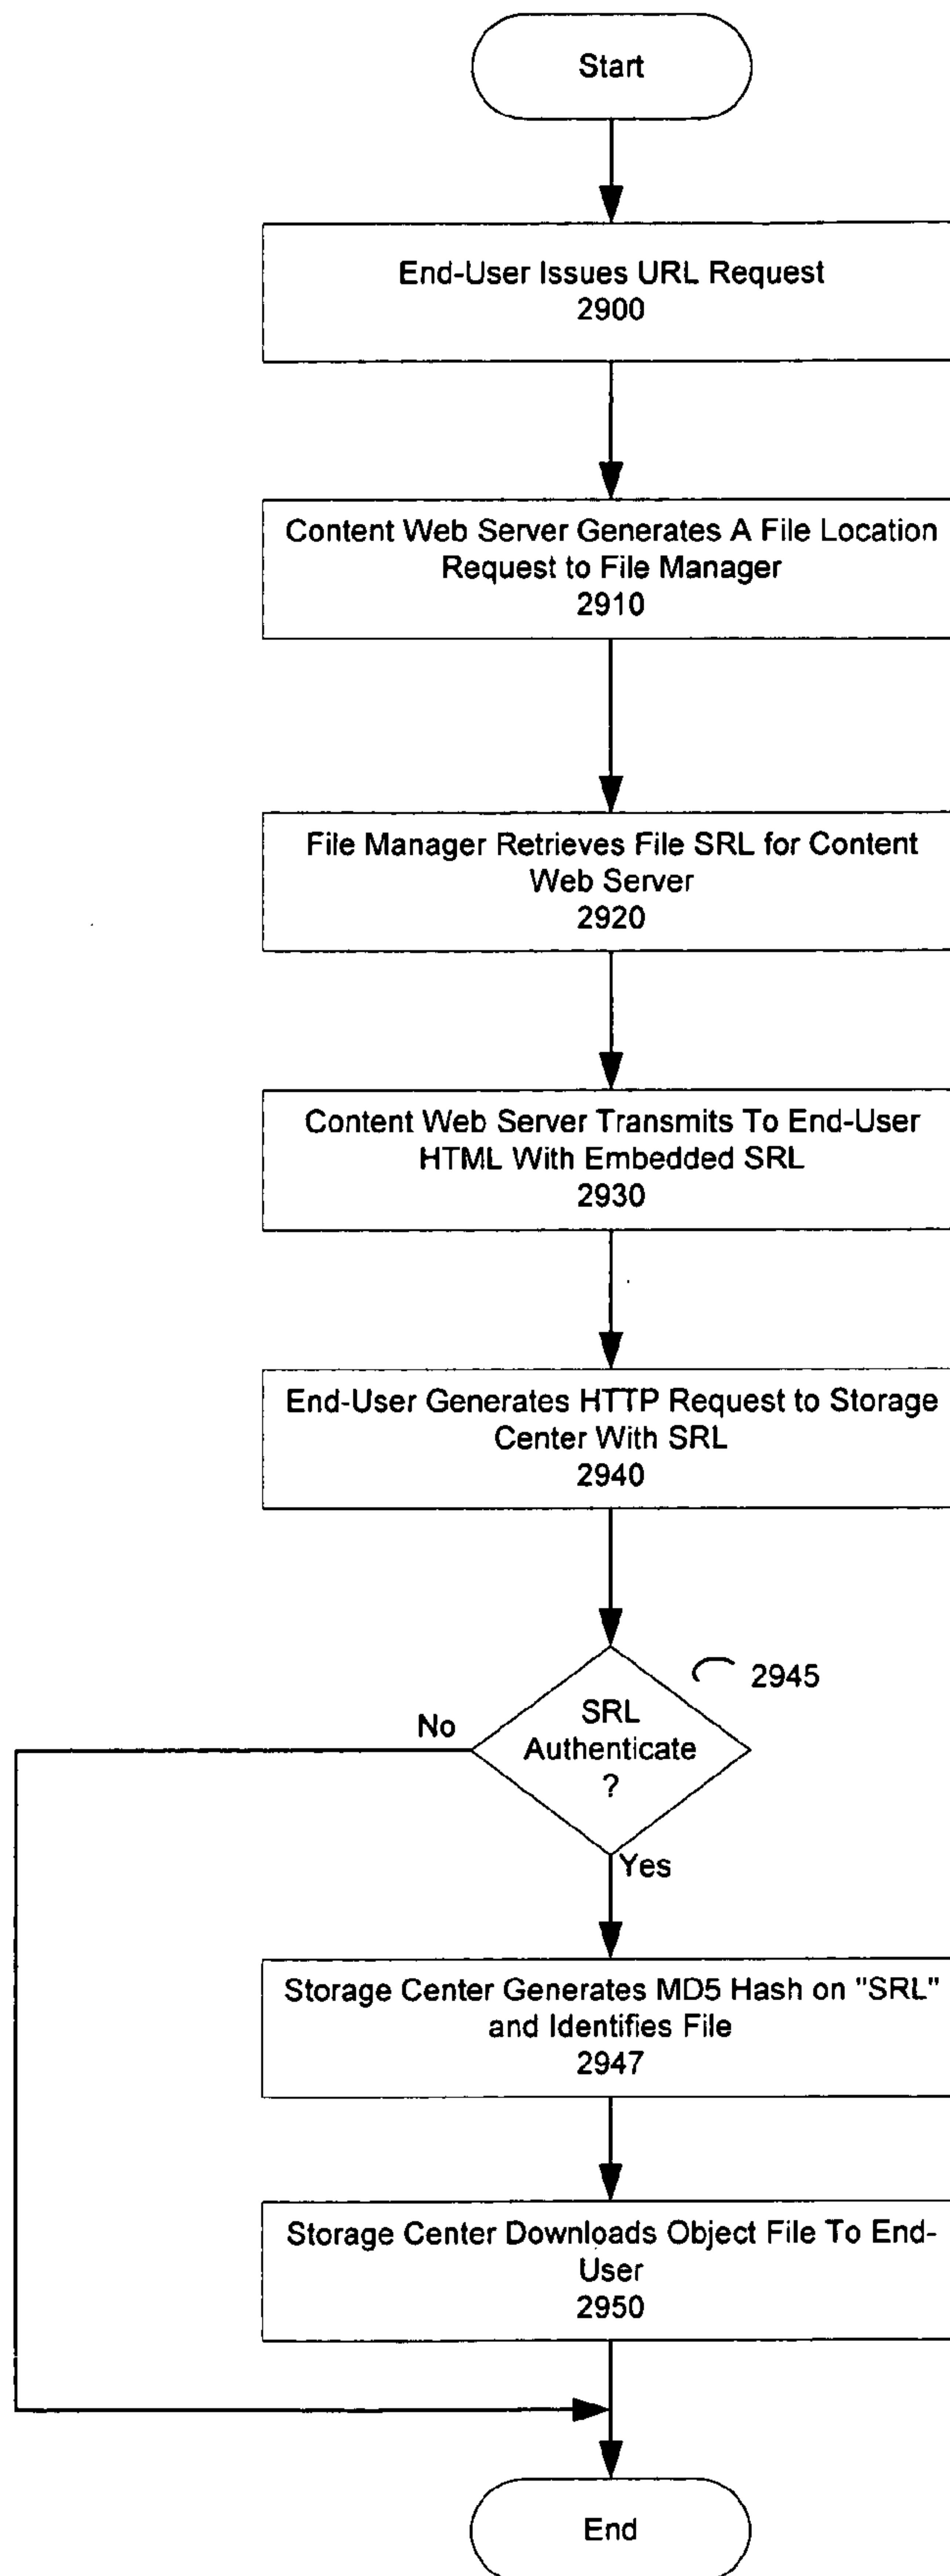 Start
End-User Issues URL Request
2900
Content Web Server Generates A File Location
Request to File Manager
2910
File Manager Retrieves File SRL for Content
Web Server
2920
Content Web Server Transmits To End-User
HTML With Embedded SRL
2930
End-User Generates HTTP Request to Storage
Center With SRL
2940
2945
No
SRL
Authenticate
?
Yes
Storage Center Generates MD5 Hash on "SRL"
and Identifies File
2947
Storage Center Downloads Object File To End-
User
2950
End